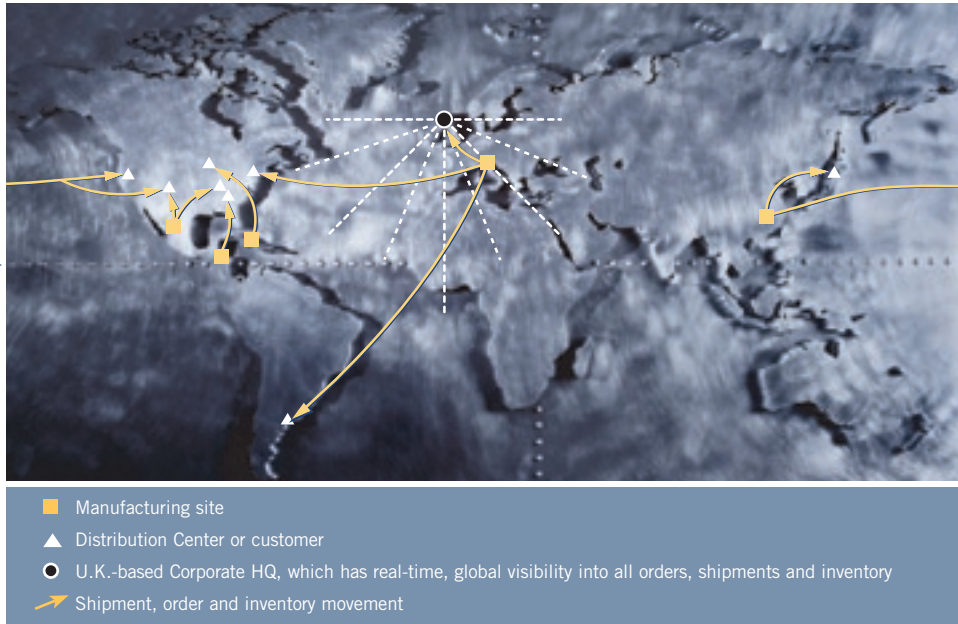 Manufacturing site
Distribution Center or customer
U.K.-based Corporate HQ, which has real-time, global visibility into all orders, shipments and inventory
Shipment, order and inventory movement